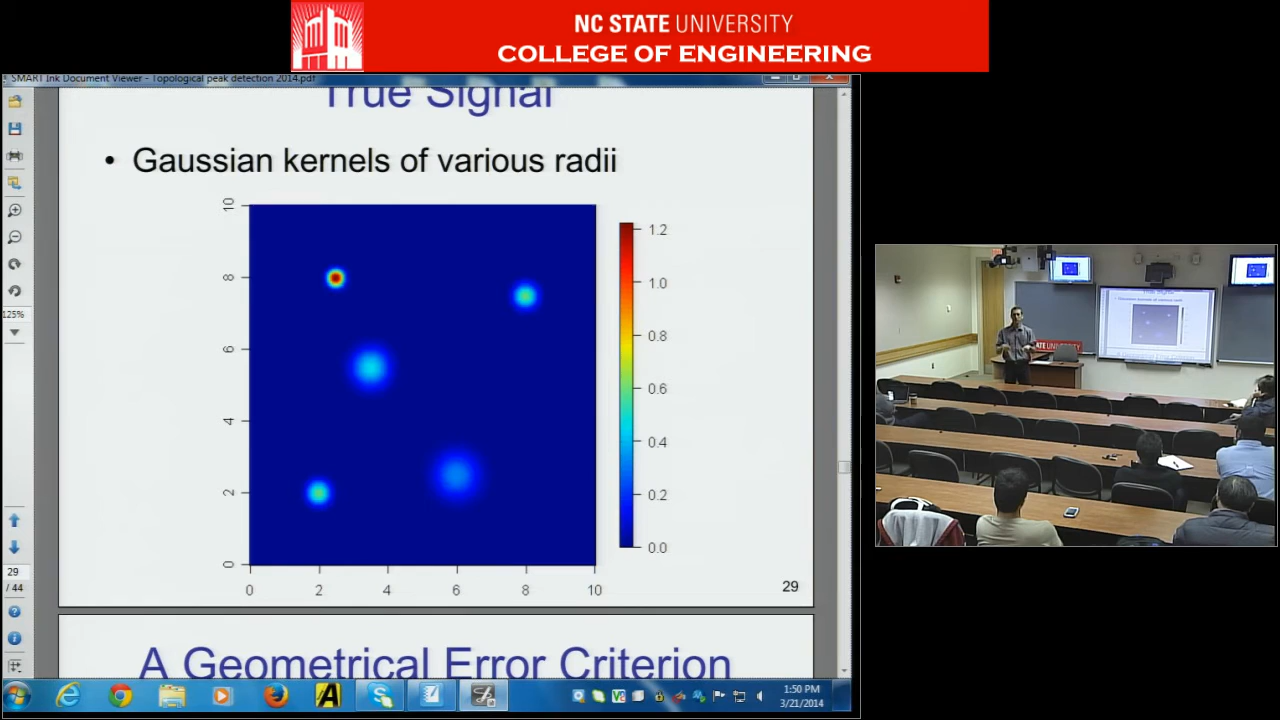 NC STATE UNIVERSITY
COLLEGE OF ENGINEERING
SMART Ink Document Viewer - Topological peak detection 2014.pdf
True Signal
• Gaussian kernels of various radii
10
8
6
4
2
0
0 2 4 6 8 10
1.2
1.0
0.8
0.6
0.4
0.2
0.0
29
125%
29
/ 44
A Geometrical Error Criterion
1:50 PM
3/21/2014
STATE UNIVERSITY